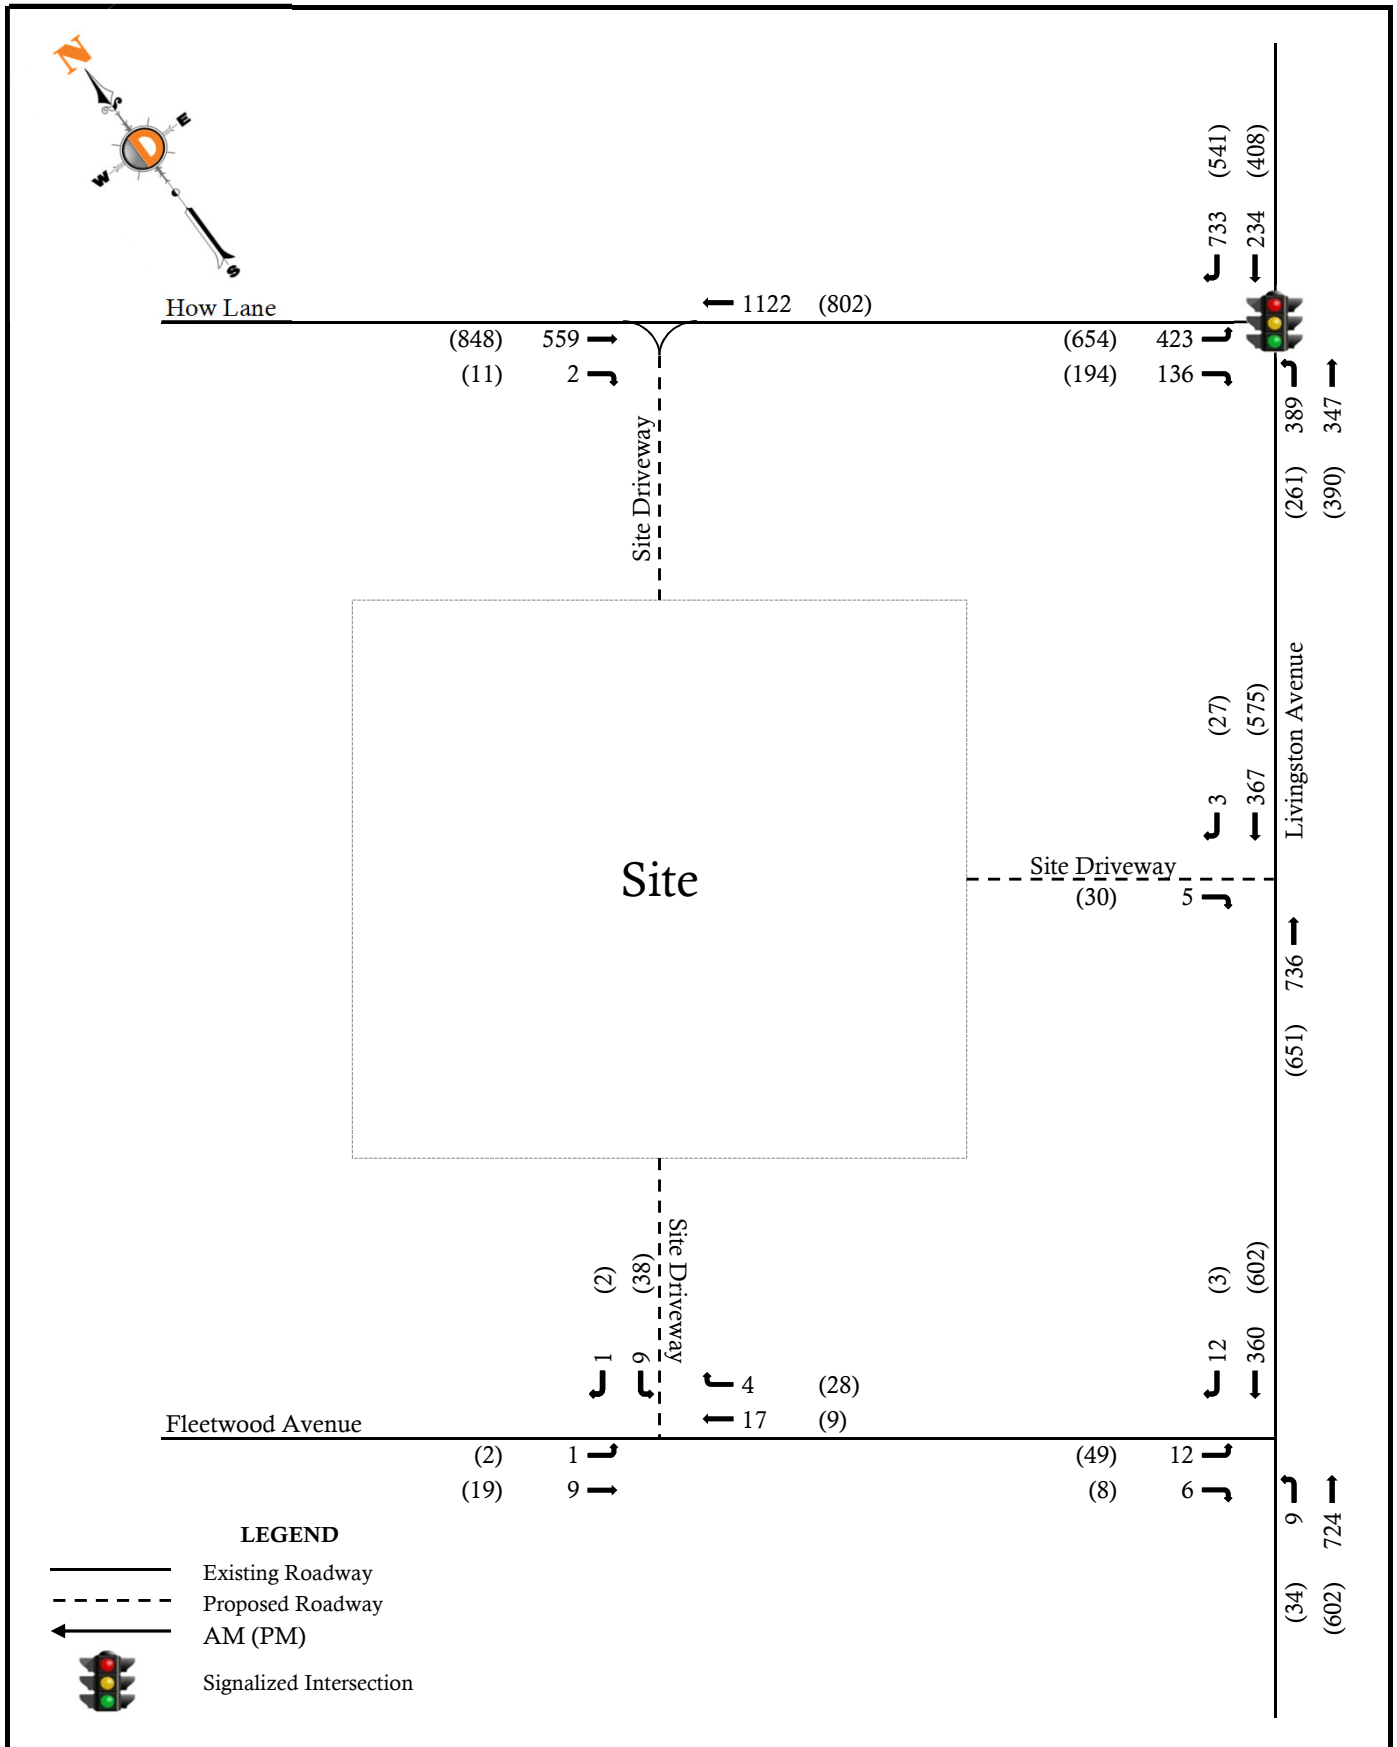 N
S
E
D
W
S
(541)
(408)
733
234
How Lane
1122 (802)
(848) 559
(654) 423
(11) 2
(194) 136
389
347
(261)
(390)
Site Driveway
Livingston Avenue
(27)
(575)
3
367
Site
Site Driveway
(30) 5
736
(651)
Site Driveway
(2)
(38)
1
9
(3)
(602)
12
360
4 (28)
17 (9)
Fleetwood Avenue
(2) 1
(49) 12
(19) 9
(8) 6
9
724
(34)
(602)
LEGEND
Existing Roadway
Proposed Roadway
AM (PM)
Signalized Intersection